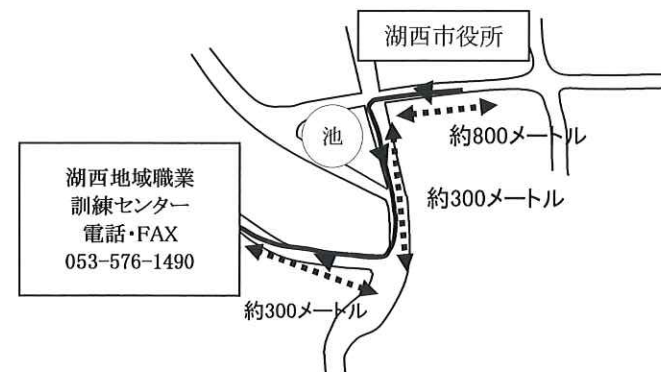 湖西市役所
池
約800メートル
湖西地域職業
訓練センター
電話・FAX
053-576-1490
約300メートル
約300メートル